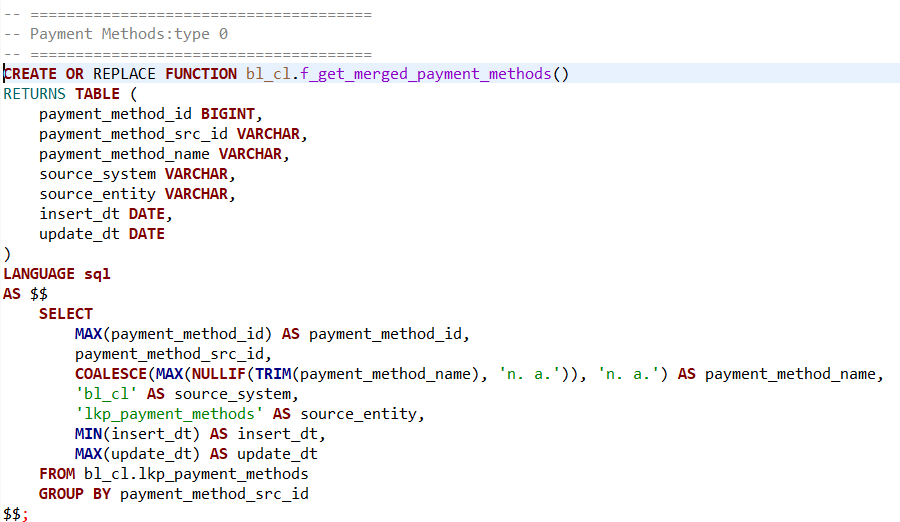 -- ======================================
-- Payment Methods:type 0
-- ======================================
CREATE OR REPLACE FUNCTION bl_cl.f_get_merged_payment_methods()
RETURNS TABLE (
    payment_method_id BIGINT,
    payment_method_src_id VARCHAR,
    payment_method_name VARCHAR,
    source_system VARCHAR,
    source_entity VARCHAR,
    insert_dt DATE,
    update_dt DATE
)
LANGUAGE sql
AS $$
    SELECT
        MAX(payment_method_id) AS payment_method_id,
        payment_method_src_id,
        COALESCE(MAX(NULLIF(TRIM(payment_method_name), 'n. a.')), 'n. a.') AS payment_method_name,
        'bl_cl' AS source_system,
        'lkp_payment_methods' AS source_entity,
        MIN(insert_dt) AS insert_dt,
        MAX(update_dt) AS update_dt
    FROM bl_cl.lkp_payment_methods
    GROUP BY payment_method_src_id
$$;